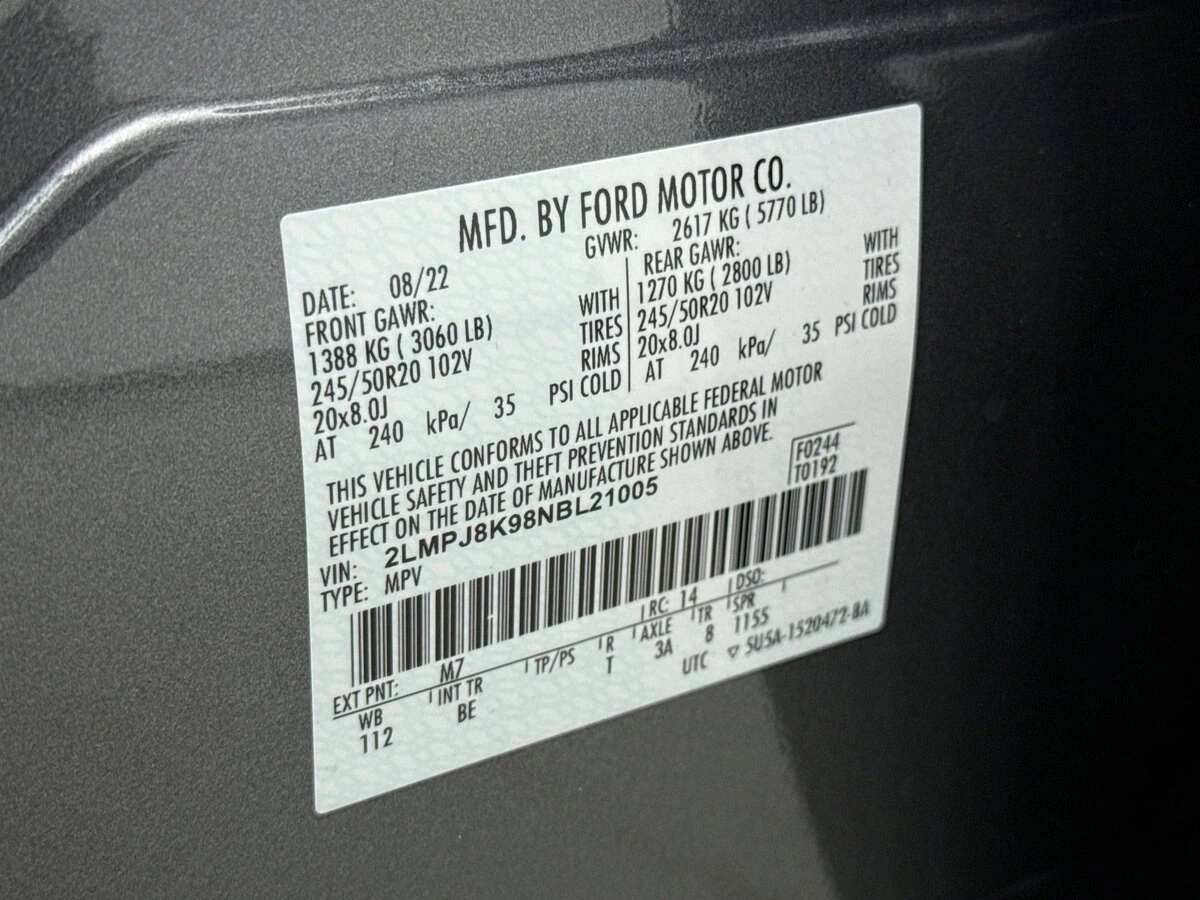 MFD. BY FORD MOTOR CO.
DATE: 08/22 GVWR: 2617 KG ( 5770 LB)
FRONT GAWR: REAR GAWR:
1388 KG ( 3060 LB) WITH 1270 KG ( 2800 LB) WITH
245/50R20 102V TIRES 245/50R20 102V TIRES
20x8.0J RIMS 20x8.0J RIMS
AT 240 kPa/ 35 PSI COLD AT 240 kPa/ 35 PSI COLD
THIS VEHICLE CONFORMS TO ALL APPLICABLE FEDERAL MOTOR
VEHICLE SAFETY AND THEFT PREVENTION STANDARDS IN
EFFECT ON THE DATE OF MANUFACTURE SHOWN ABOVE.
VIN: 2LMPJ8K98NBL21005
F0244
T0192
TYPE: MPV
EXT PNT: M7 RC: 14 DSO:
WB INT TR TP/PS R AXLE TR SPR
112 BE T 3A 8 1155
UTC ▽ 5U5A-1520472-BA